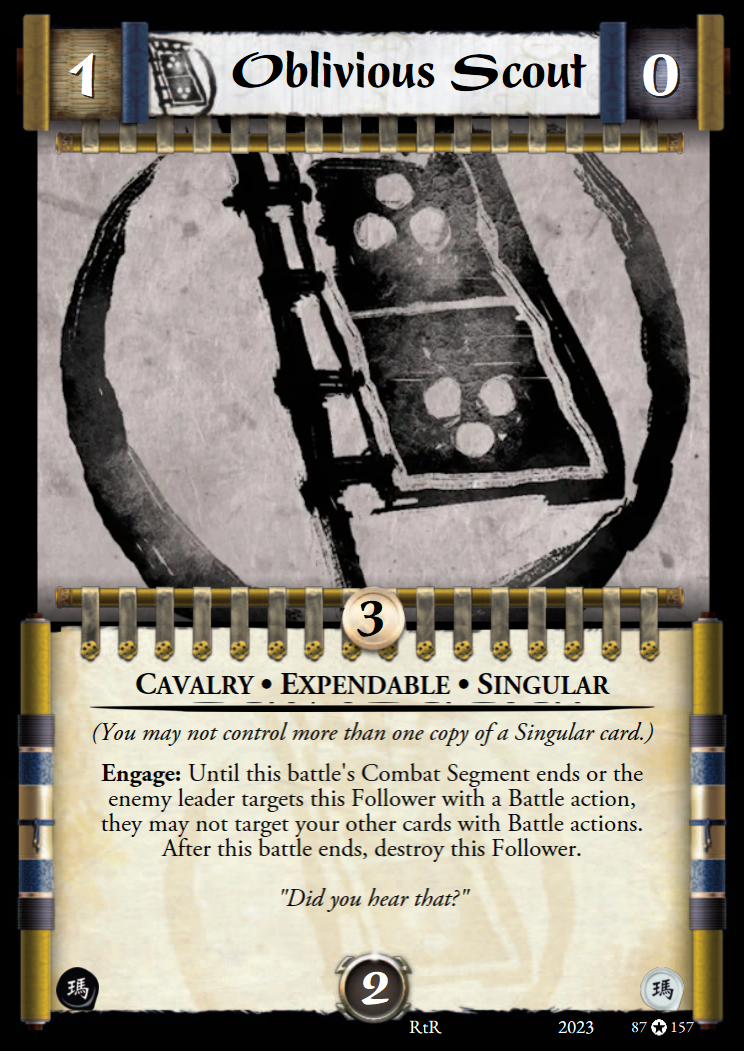 1
Oblivious Scout
0
3
CAVALRY • EXPENDABLE • SINGULAR
(You may not control more than one copy of a Singular card.)
Engage: Until this battle's Combat Segment ends or the
enemy leader targets this Follower with a Battle action,
they may not target your other cards with Battle actions.
After this battle ends, destroy this Follower.
"Did you hear that?"
瑪
2
瑪
RtR 2023 87 ✪ 157